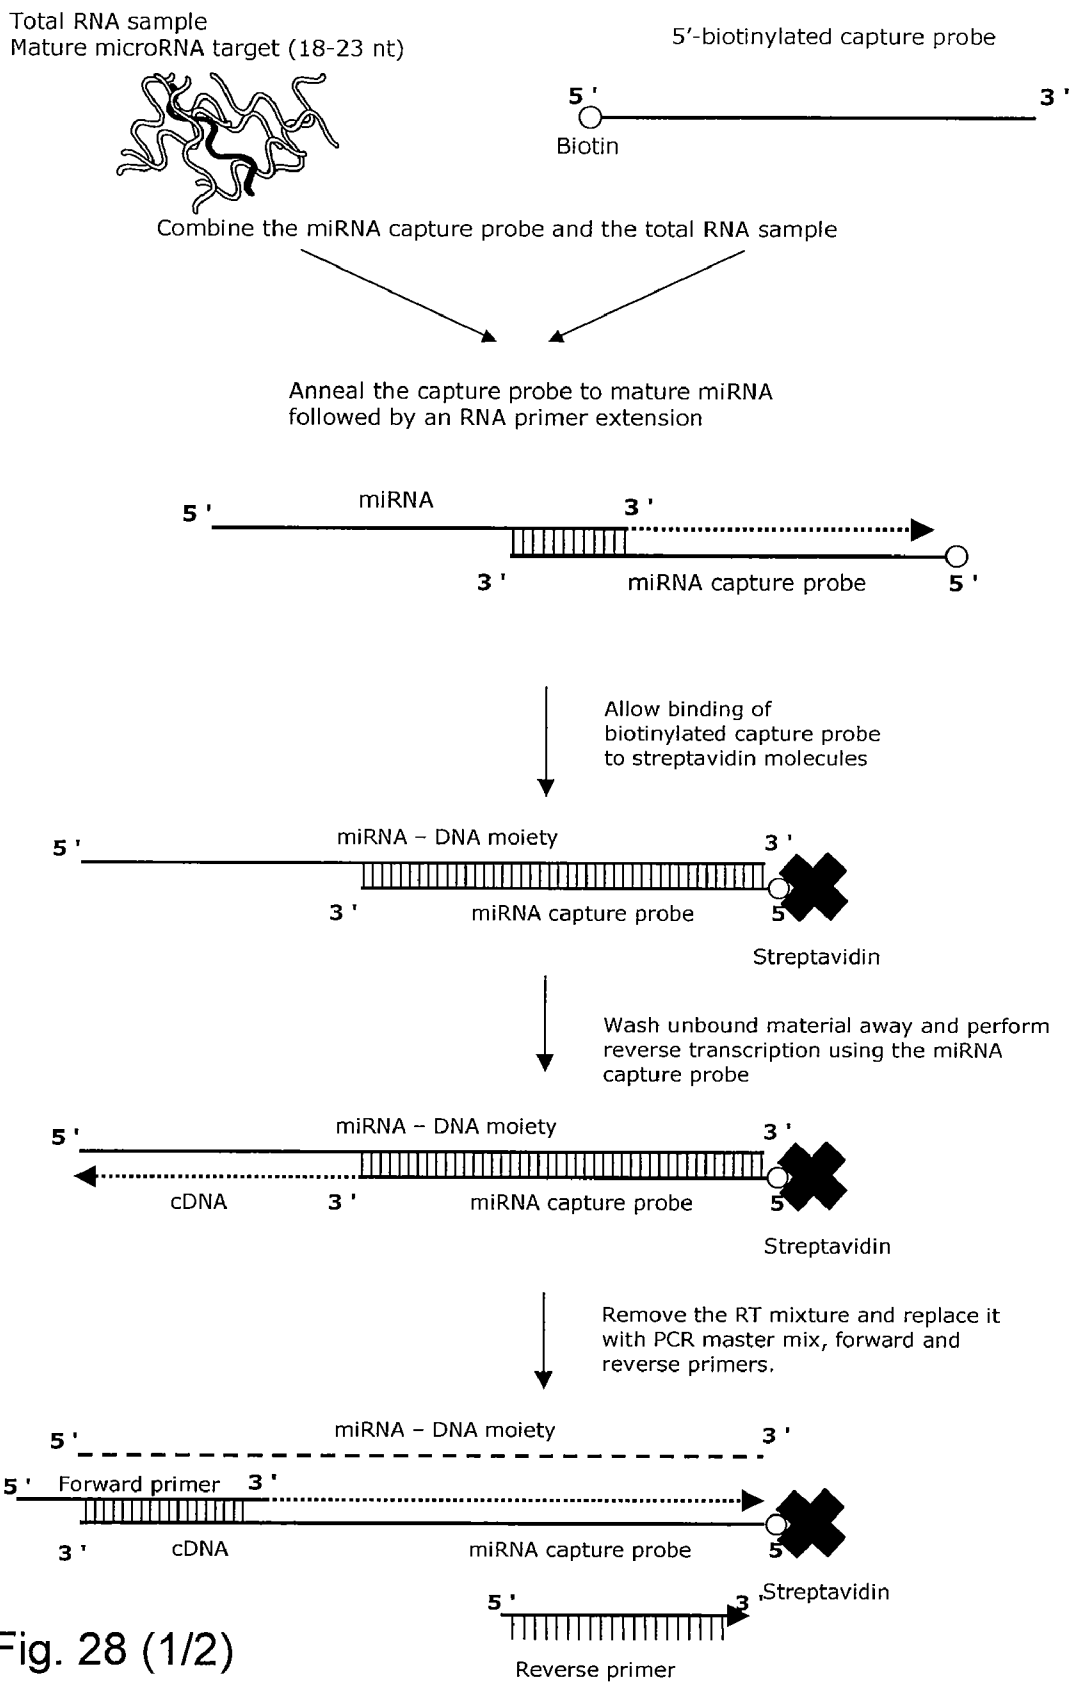 Total RNA sample
Mature microRNA target (18-23 nt)
5'-biotinylated capture probe
5 '
3 '
Biotin
Combine the miRNA capture probe and the total RNA sample
Anneal the capture probe to mature miRNA
followed by an RNA primer extension
5 '
miRNA
3 '
3 '
miRNA capture probe
5 '
Allow binding of
biotinylated capture probe
to streptavidin molecules
5 '
miRNA – DNA moiety
3 '
3 '
miRNA capture probe
5
Streptavidin
Wash unbound material away and perform
reverse transcription using the miRNA
capture probe
5 '
miRNA – DNA moiety
3 '
cDNA
3 '
miRNA capture probe
5
Streptavidin
Remove the RT mixture and replace it
with PCR master mix, forward and
reverse primers.
5 '
miRNA – DNA moiety
3 '
5 '
Forward primer
3 '
3 '
cDNA
miRNA capture probe
5
Streptavidin
5 '
3 '
Reverse primer
Fig. 28 (1/2)